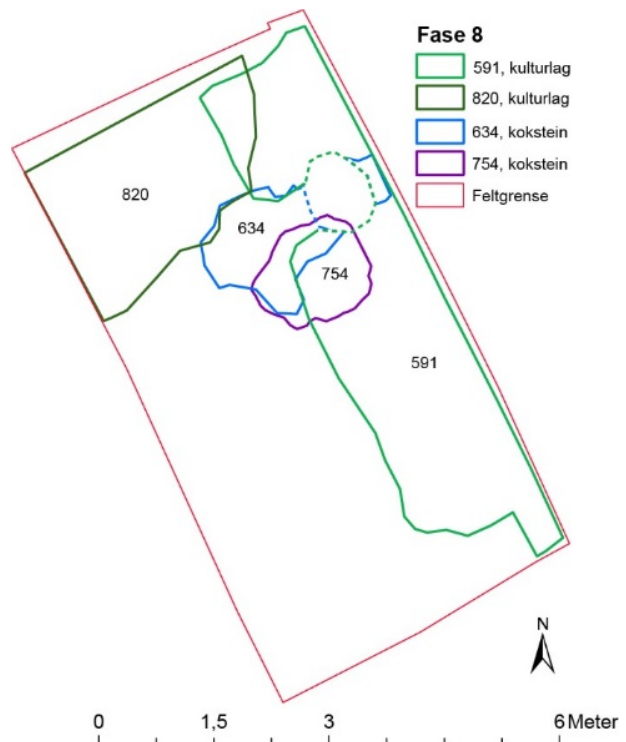 Fase 8
591, kulturlag
820, kulturlag
634, kokstein
754, kokstein
Feltgrense
820
634
754
591
N
0 1,5 3 6 Meter